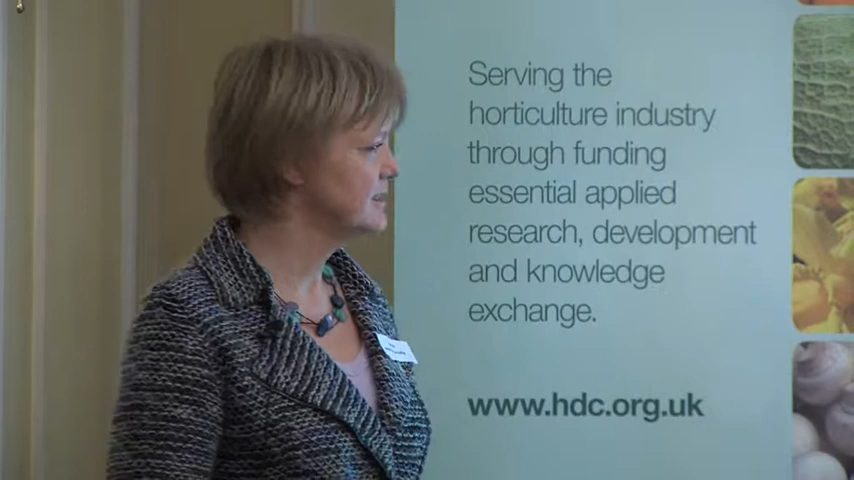 Serving the
horticulture industry
through funding
essential applied
research, development
and knowledge
exchange.
www.hdc.org.uk